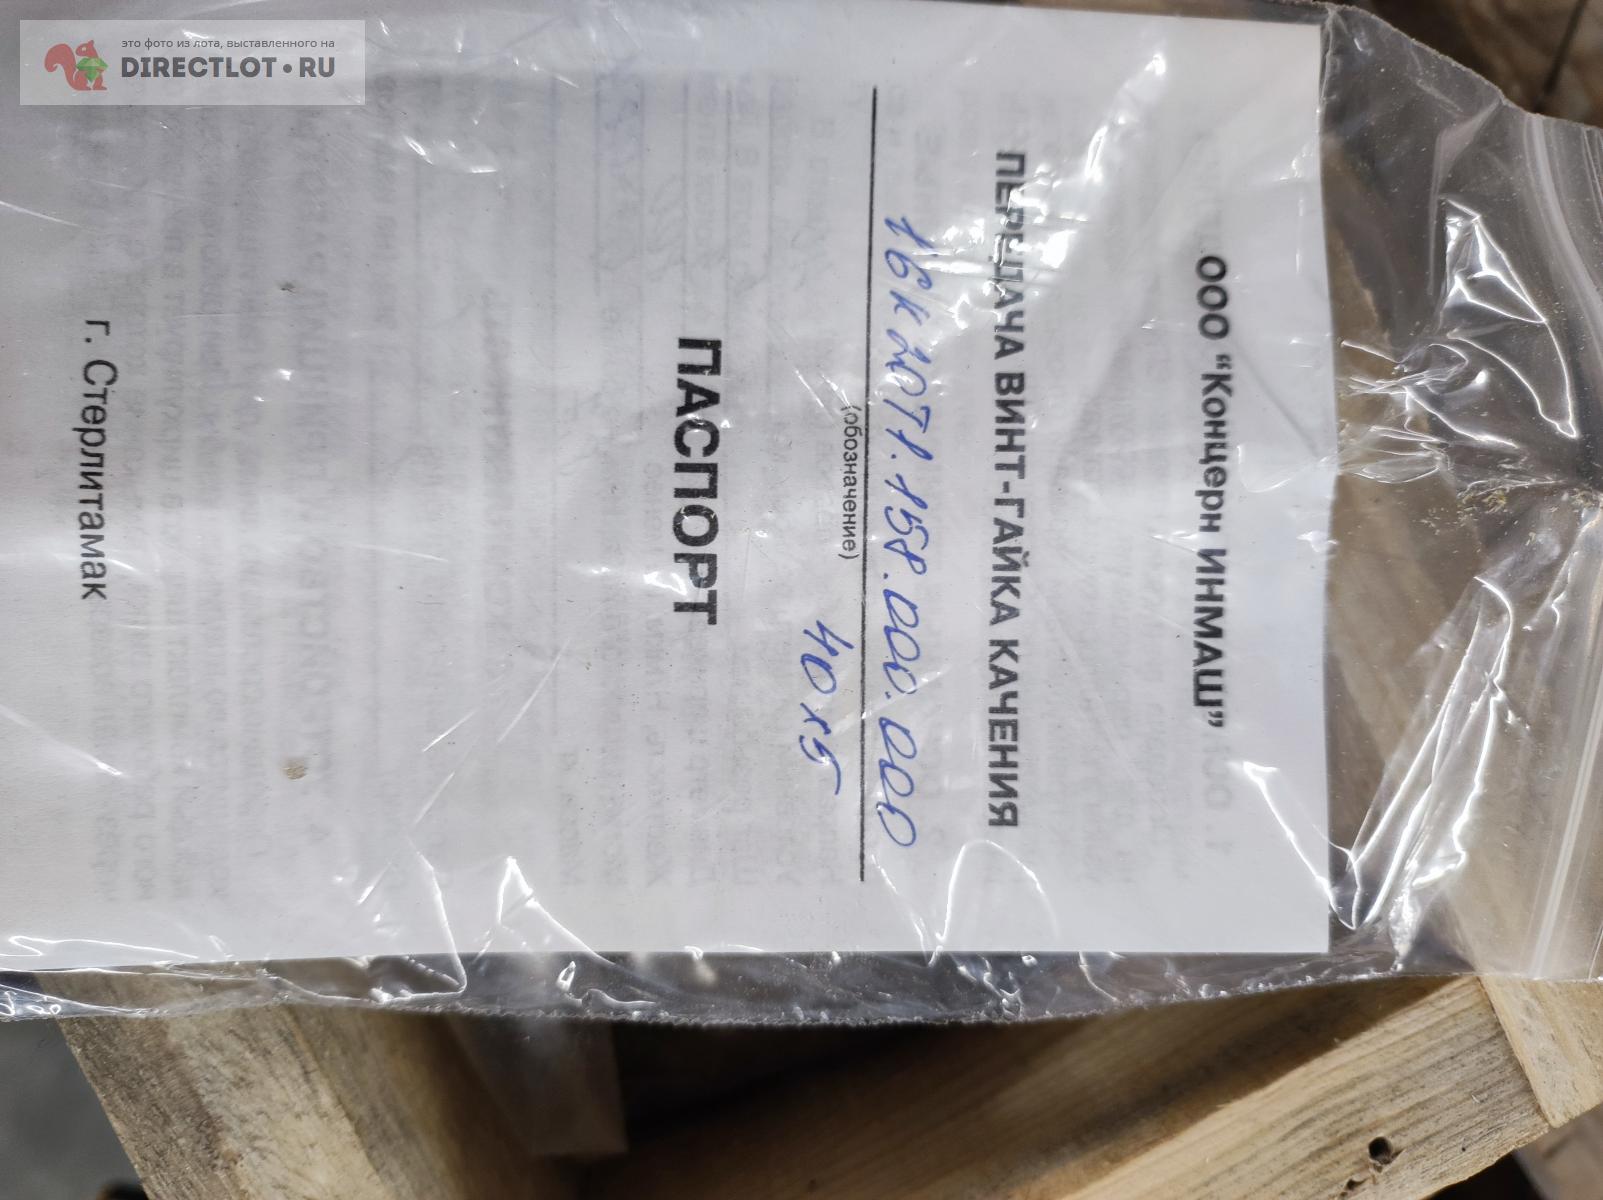 это фото из лота, выставленного на
DIRECTLOT.RU
ООО “Концерн ИНМАШ”
ПЕРЕДАЧА ВИНТ-ГАЙКА КАЧЕНИЯ
16К20Т1.158.000.000
(обозначение)
40х5
ПАСПОРТ
г. Стерлитамак